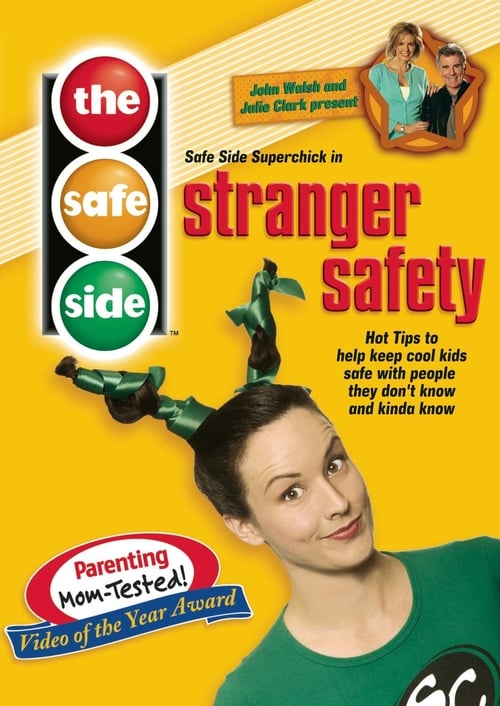 the
safe
side
TM
John Walsh and
Julie Clark present
Safe Side Superchick in
stranger
safety
Hot Tips to
help keep cool kids
safe with people
they don't know
and kinda know
Parenting
Mom-Tested!
Video of the Year Award
SC